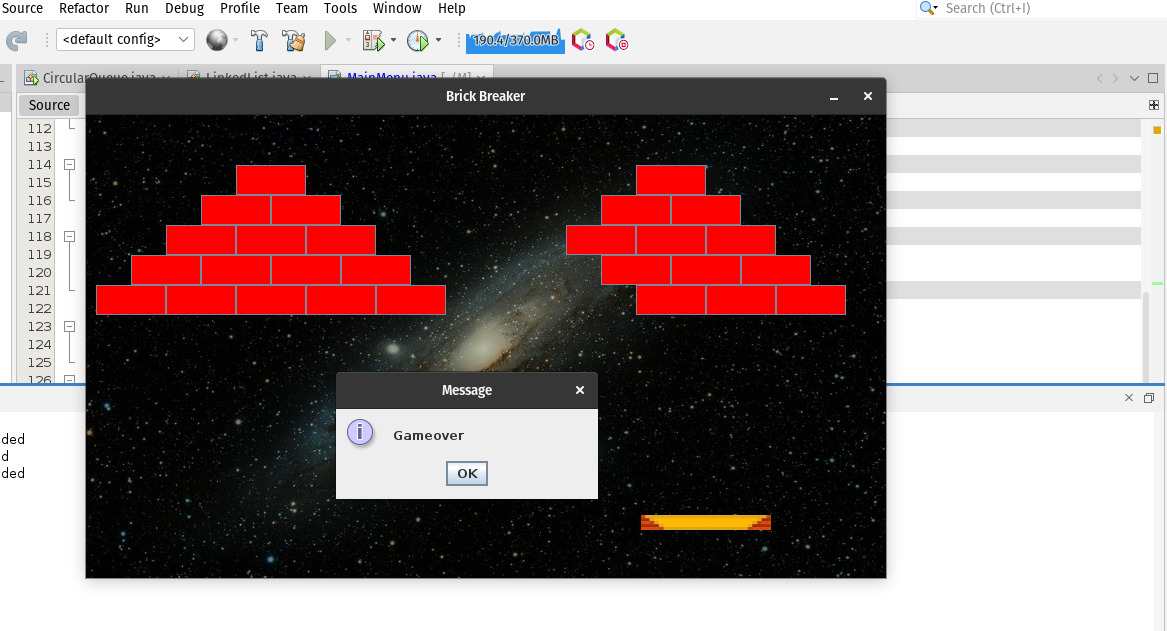 Source Refactor Run Debug Profile Team Tools Window Help
Search (Ctrl+I)
<default config>
190.4/370.0MB
CircularQueue.java
LinkedList.java
MainMenu.java [-/M]
Source
Brick Breaker
112
113
114
115
116
117
118
119
120
121
122
123
124
125
126
Message
Gameover
OK
ded
d
ded